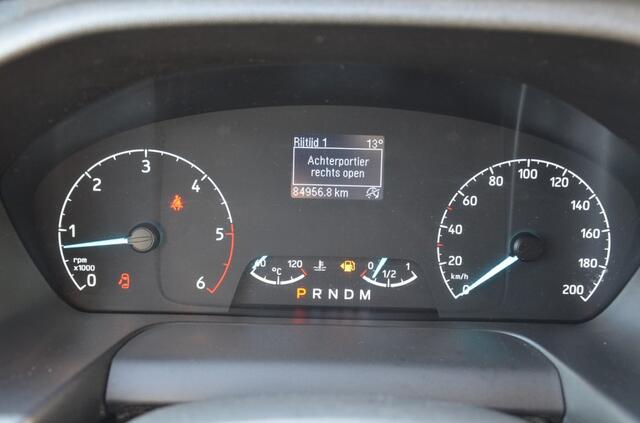 Rijtijd 1 13°
Achterportier
rechts open
84956.8 km
0 1 2 3 4 5 6
rpm
x1000
60 120
°C
0 1/2 1
P R N D M
0 20 40 60 80 100 120 140 160 180 200
km/h